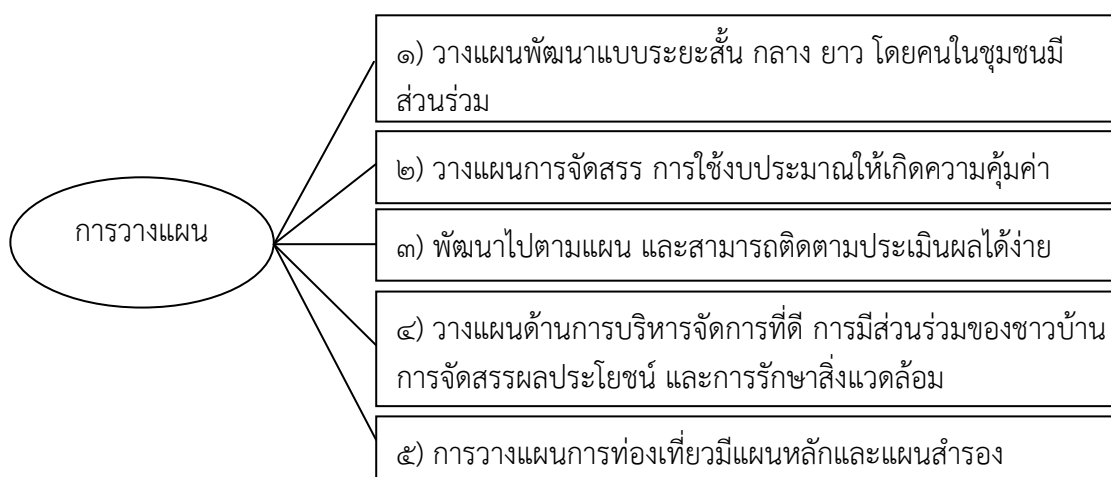 ๑) วางแผนพัฒนาแบบระยะสั้น กลาง ยาว โดยคนในชุมชนมี
ส่วนร่วม
๒) วางแผนการจัดสรร การใช้งบประมาณให้เกิดความคุ้มค่า
การวางแผน
๓) พัฒนาไปตามแผน และสามารถติดตามประเมินผลได้ง่าย
๔) วางแผนด้านการบริหารจัดการที่ดี การมีส่วนร่วมของชาวบ้าน
การจัดสรรผลประโยชน์ และการรักษาสิ่งแวดล้อม
๕) การวางแผนการท่องเที่ยวมีแผนหลักและแผนสำรอง